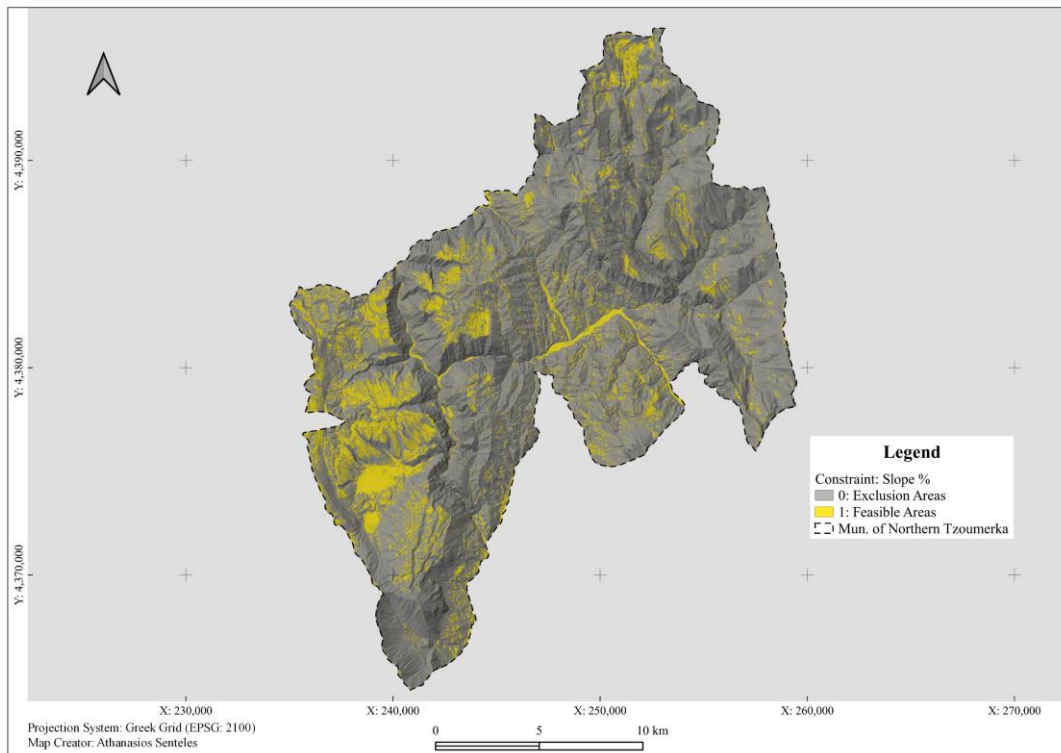 Y: 4,390,000
Y: 4,380,000
Y: 4,370,000
Legend
Constraint: Slope %
0: Exclusion Areas
1: Feasible Areas
Mun. of Northern Tzoumerka
X: 230,000
X: 240,000
X: 250,000
X: 260,000
X: 270,000
Projection System: Greek Grid (EPSG: 2100)
Map Creator: Athanasios Senteles
0
5
10 km